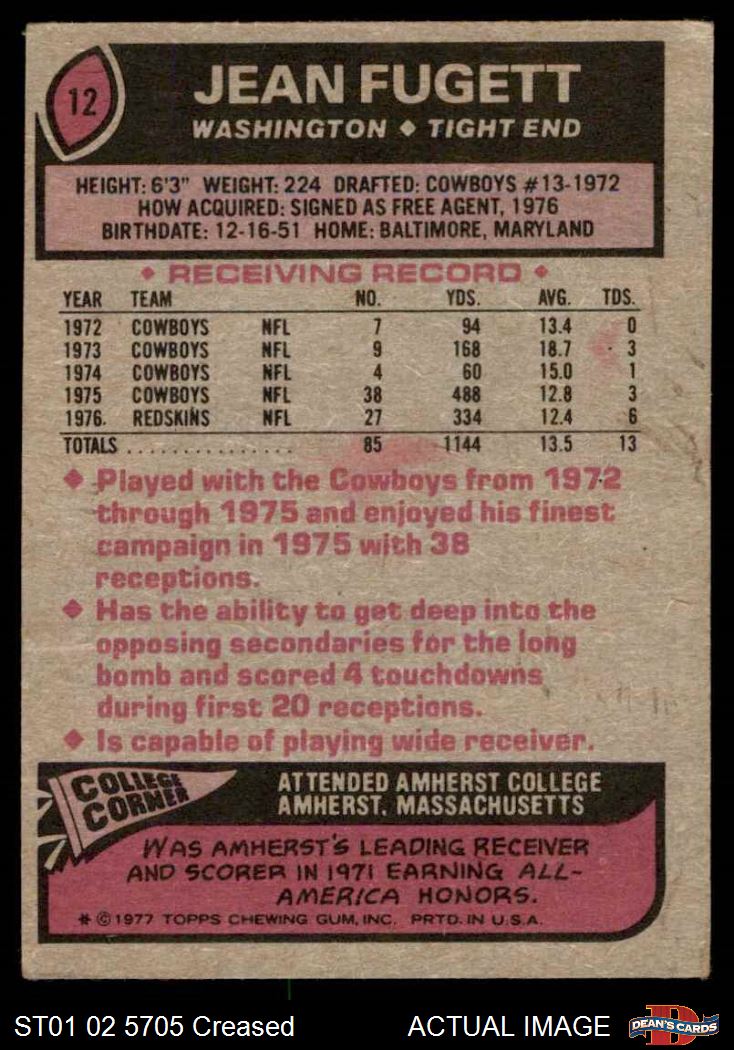 12
JEAN FUGETT
WASHINGTON ◆ TIGHT END
HEIGHT: 6'3" WEIGHT: 224 DRAFTED: COWBOYS #13-1972
HOW ACQUIRED: SIGNED AS FREE AGENT, 1976
BIRTHDATE: 12-16-51 HOME: BALTIMORE, MARYLAND
◆ RECEIVING RECORD ◆
YEAR TEAM NO. YDS. AVG. TDS.
1972 COWBOYS NFL 7 94 13.4 0
1973 COWBOYS NFL 9 168 18.7 3
1974 COWBOYS NFL 4 60 15.0 1
1975 COWBOYS NFL 38 488 12.8 3
1976. REDSKINS NFL 27 334 12.4 6
TOTALS ............... 85 1144 13.5 13
◆ Played with the Cowboys from 1972
through 1975 and enjoyed his finest
campaign in 1975 with 38
receptions.
◆ Has the ability to get deep into the
opposing secondaries for the long
bomb and scored 4 touchdowns
during first 20 receptions.
◆ Is capable of playing wide receiver.
COLLEGE
CORNER
ATTENDED AMHERST COLLEGE
AMHERST, MASSACHUSETTS
WAS AMHERST'S LEADING RECEIVER
AND SCORER IN 1971 EARNING ALL-
AMERICA HONORS.
* © 1977 TOPPS CHEWING GUM, INC. PRTD. IN U.S.A.
ST01 02 5705 Creased
ACTUAL IMAGE
D
DEAN'S CARDS